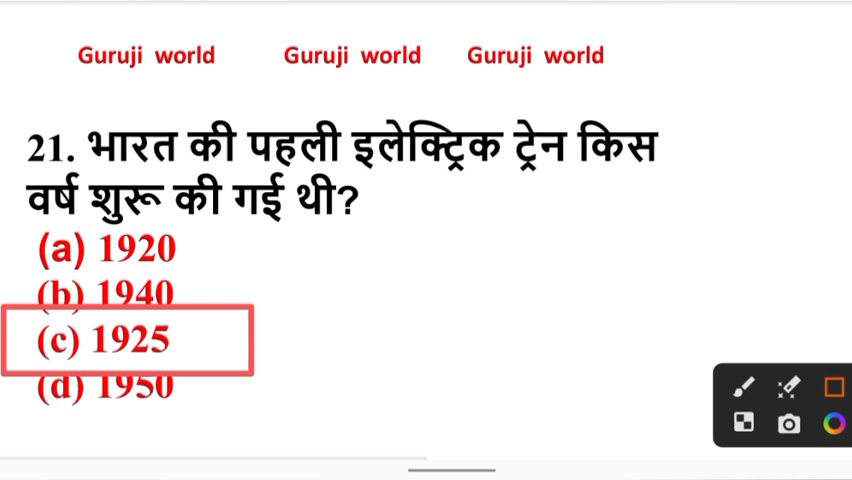 Guruji world Guruji world Guruji world
21. भारत की पहली इलेक्ट्रिक ट्रेन किस
वर्ष शुरू की गई थी?
(a) 1920
(b) 1940
(c) 1925
(d) 1950